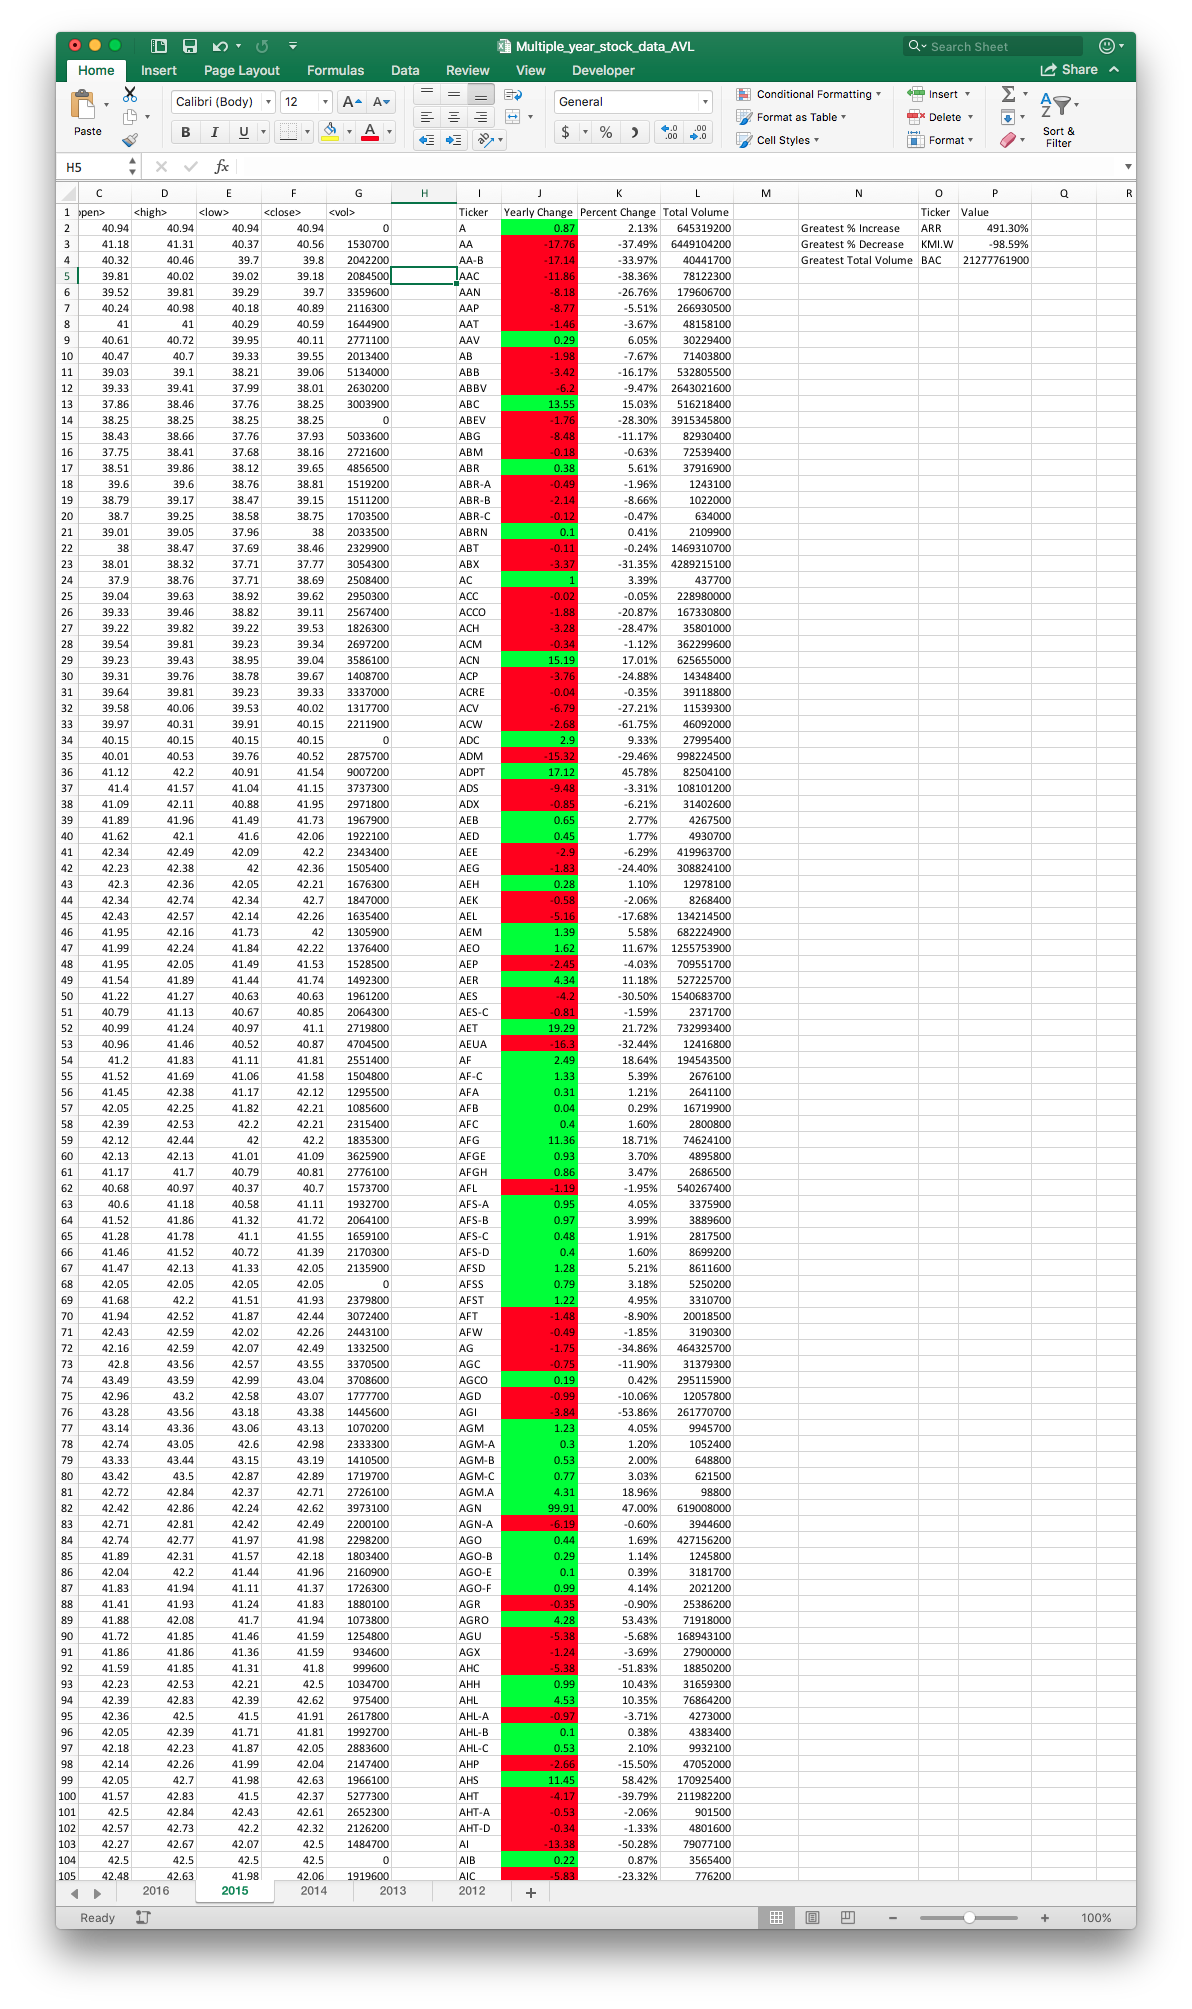 Multiple_year_stock_data_AVL
Search Sheet
Home Insert Page Layout Formulas Data Review View Developer Share
Paste
Calibri (Body) 12 A A
B I U A
General
$ %
Conditional Formatting
Format as Table
Cell Styles
Insert
Delete
Format
Sort & Filter
H5 fx
C D E F G H I J K L M N O P Q R
1 open> <high> <low> <close> <vol> Ticker Yearly Change Percent Change Total Volume Ticker Value
2 40.94 40.94 40.94 40.94 0 A 0.87 2.13% 645319200 Greatest % Increase ARR 491.30%
3 41.18 41.31 40.37 40.56 1530700 AA -17.76 -37.49% 6449104200 Greatest % Decrease KMI.W -98.59%
4 40.32 40.46 39.7 39.8 2042200 AA-B -17.14 -33.97% 40441700 Greatest Total Volume BAC 21277761900
5 39.81 40.02 39.02 39.18 2084500 AAC -11.86 -38.36% 78122300
6 39.52 39.81 39.29 39.7 3359600 AAN -8.18 -26.76% 179606700
7 40.24 40.98 40.18 40.89 2116300 AAP -8.77 -5.51% 266930500
8 41 41 40.29 40.59 1644900 AAT -1.46 -3.67% 48158100
9 40.61 40.72 39.95 40.11 2771100 AAV 0.29 6.05% 30229400
10 40.47 40.7 39.33 39.55 2013400 AB -1.98 -7.67% 71403800
11 39.03 39.1 38.21 39.06 5134000 ABB -3.42 -16.17% 532805500
12 39.33 39.41 37.99 38.01 2630200 ABBV -6.2 -9.47% 2643021600
13 37.86 38.46 37.76 38.25 3003900 ABC 13.55 15.03% 516218400
14 38.25 38.25 38.25 38.25 0 ABEV -1.76 -28.30% 3915345800
15 38.43 38.66 37.76 37.93 5033600 ABG -8.48 -11.17% 82930400
16 37.75 38.41 37.68 38.16 2721600 ABM -0.18 -0.63% 72539400
17 38.51 39.86 38.12 39.65 4856500 ABR 0.38 5.61% 37916900
18 39.6 39.6 38.76 38.81 1519200 ABR-A -0.49 -1.96% 1243100
19 38.79 39.17 38.47 39.15 1511200 ABR-B -2.14 -8.66% 1022000
20 38.7 39.25 38.58 38.75 1703500 ABR-C -0.12 -0.47% 634000
21 39.01 39.05 37.96 38 2033500 ABRN 0.1 0.41% 2109900
22 38 38.47 37.69 38.46 2329900 ABT -0.11 -0.24% 1469310700
23 38.01 38.32 37.71 37.77 3054300 ABX -3.37 -31.35% 4289215100
24 37.9 38.76 37.71 38.69 2508400 AC 1 3.39% 437700
25 39.04 39.63 38.92 39.62 2950300 ACC -0.02 -0.05% 228980000
26 39.33 39.46 38.82 39.11 2567400 ACCO -1.88 -20.87% 167330800
27 39.22 39.82 39.22 39.53 1826300 ACH -3.28 -28.47% 35801000
28 39.54 39.81 39.23 39.34 2697200 ACM -0.34 -1.12% 362299600
29 39.23 39.43 38.95 39.04 3586100 ACN 15.19 17.01% 625655000
30 39.31 39.76 38.78 39.67 1408700 ACP -3.76 -24.88% 14348400
31 39.64 39.81 39.23 39.33 3337000 ACRE -0.04 -0.35% 39118800
32 39.58 40.06 39.53 40.02 1317700 ACV -6.79 -27.21% 11539300
33 39.97 40.31 39.91 40.15 2211900 ACW -2.68 -61.75% 46092000
34 40.15 40.15 40.15 40.15 0 ADC 2.9 9.33% 27995400
35 40.01 40.53 39.76 40.52 2875700 ADM -15.32 -29.46% 998224500
36 41.12 42.2 40.91 41.54 9007200 ADPT 17.12 45.78% 82504100
37 41.4 41.57 41.04 41.15 3737300 ADS -9.48 -3.31% 108101200
38 41.09 42.11 40.88 41.95 2971800 ADX -0.85 -6.21% 31402600
39 41.89 41.96 41.49 41.73 1967900 AEB 0.65 2.77% 4267500
40 41.62 42.1 41.6 42.06 1922100 AED 0.45 1.77% 4930700
41 42.34 42.49 42.09 42.2 2343400 AEE -2.9 -6.29% 419963700
42 42.23 42.38 42 42.36 1505400 AEG -1.83 -24.40% 308824100
43 42.3 42.36 42.05 42.21 1676300 AEH 0.28 1.10% 12978100
44 42.34 42.74 42.34 42.7 1847000 AEK -0.58 -2.06% 8268400
45 42.43 42.57 42.14 42.26 1635400 AEL -5.16 -17.68% 134214500
46 41.95 42.16 41.73 42 1305900 AEM 1.39 5.58% 682224900
47 41.99 42.24 41.84 42.22 1376400 AEO 1.62 11.67% 1255753900
48 41.95 42.05 41.49 41.53 1528500 AEP -2.45 -4.03% 709551700
49 41.54 41.89 41.44 41.74 1492300 AER 4.34 11.18% 527225700
50 41.22 41.27 40.63 40.63 1961200 AES -4.2 -30.50% 1540683700
51 40.79 41.13 40.67 40.85 2064300 AES-C -0.81 -1.59% 2371700
52 40.99 41.24 40.97 41.1 2719800 AET 19.29 21.72% 732993400
53 40.96 41.46 40.52 40.87 4704500 AEUA -16.3 -32.44% 12416800
54 41.2 41.83 41.11 41.81 2551400 AF 2.49 18.64% 194543500
55 41.52 41.69 41.06 41.58 1504800 AF-C 1.33 5.39% 2676100
56 41.45 42.38 41.17 42.12 1295500 AFA 0.31 1.21% 2641100
57 42.05 42.25 41.82 42.21 1085600 AFB 0.04 0.29% 16719900
58 42.39 42.53 42.2 42.21 2315400 AFC 0.4 1.60% 2800800
59 42.12 42.44 42 42.2 1835300 AFG 11.36 18.71% 74624100
60 42.13 42.13 41.01 41.09 3625900 AFGE 0.93 3.70% 4895800
61 41.17 41.7 40.79 40.81 2776100 AFGH 0.86 3.47% 2686500
62 40.68 40.97 40.37 40.7 1573700 AFL -1.19 -1.95% 540267400
63 40.6 41.18 40.58 41.11 1932700 AFS-A 0.95 4.05% 3375900
64 41.52 41.86 41.32 41.72 2064100 AFS-B 0.97 3.99% 3889600
65 41.28 41.78 41.1 41.55 1659100 AFS-C 0.48 1.91% 2817500
66 41.46 41.52 40.72 41.39 2170300 AFS-D 0.4 1.60% 8699200
67 41.47 42.13 41.33 42.05 2135900 AFSD 1.28 5.21% 8611600
68 42.05 42.05 42.05 42.05 0 AFSS 0.79 3.18% 5250200
69 41.68 42.2 41.51 41.93 2379800 AFST 1.22 4.95% 3310700
70 41.94 42.52 41.87 42.44 3072400 AFT -1.48 -8.90% 20018500
71 42.43 42.59 42.02 42.26 2443100 AFW -0.49 -1.85% 3190300
72 42.16 42.59 42.07 42.49 1332500 AG -1.75 -34.86% 464325700
73 42.8 43.56 42.57 43.55 3370500 AGC -0.75 -11.90% 31379300
74 43.49 43.59 42.99 43.04 3708600 AGCO 0.19 0.42% 295115900
75 42.96 43.2 42.58 43.07 1777700 AGD -0.99 -10.06% 12057800
76 43.28 43.56 43.18 43.38 1445600 AGI -3.84 -53.86% 261770700
77 43.14 43.36 43.06 43.13 1070200 AGM 1.23 4.05% 9945700
78 42.74 43.05 42.6 42.98 2333300 AGM-A 0.3 1.20% 1052400
79 43.33 43.44 43.15 43.19 1410500 AGM-B 0.53 2.00% 648800
80 43.42 43.5 42.87 42.89 1719700 AGM-C 0.77 3.03% 621500
81 42.72 42.84 42.37 42.71 2726100 AGM.A 4.31 18.96% 98800
82 42.42 42.86 42.24 42.62 3973100 AGN 99.91 47.00% 619008000
83 42.71 42.81 42.42 42.49 2200100 AGN-A -6.19 -0.60% 3944600
84 42.74 42.77 41.97 41.98 2298200 AGO 0.44 1.69% 427156200
85 41.89 42.31 41.57 42.18 1803400 AGO-B 0.29 1.14% 1245800
86 42.04 42.2 41.44 41.96 2160900 AGO-E 0.1 0.39% 3181700
87 41.83 41.94 41.11 41.37 1726300 AGO-F 0.99 4.14% 2021200
88 41.41 41.93 41.24 41.83 1880100 AGR -0.35 -0.90% 25386200
89 41.88 42.08 41.7 41.94 1073800 AGRO 4.28 53.43% 71918000
90 41.72 41.85 41.46 41.59 1254800 AGU -5.38 -5.68% 168943100
91 41.86 41.86 41.36 41.59 934600 AGX -1.24 -3.69% 27900000
92 41.59 41.85 41.31 41.8 999600 AHC -5.38 -51.83% 18850200
93 42.23 42.53 42.21 42.5 1034700 AHH 0.99 10.43% 31659300
94 42.39 42.83 42.39 42.62 975400 AHL 4.53 10.35% 76864200
95 42.36 42.5 41.5 41.91 2617800 AHL-A -0.97 -3.71% 4273000
96 42.05 42.39 41.71 41.81 1992700 AHL-B 0.1 0.38% 4383400
97 42.18 42.23 41.87 42.05 2883600 AHL-C 0.53 2.10% 9932100
98 42.14 42.26 41.99 42.04 2147400 AHP -2.66 -15.50% 47052000
99 42.05 42.7 41.98 42.63 1966100 AHS 11.45 58.42% 170925400
100 41.57 42.83 41.5 42.37 5277300 AHT -4.17 -39.79% 211982200
101 42.5 42.84 42.43 42.61 2652300 AHT-A -0.53 -2.06% 901500
102 42.57 42.73 42.2 42.32 2126200 AHT-D -0.34 -1.33% 4801600
103 42.27 42.67 42.07 42.5 1484700 AI -13.38 -50.28% 79077100
104 42.5 42.5 42.5 42.5 0 AIB 0.22 0.87% 3565400
105 42.48 42.63 41.98 42.06 1919600 AIC -5.83 -23.32% 776200
2016 2015 2014 2013 2012 +
Ready 100%